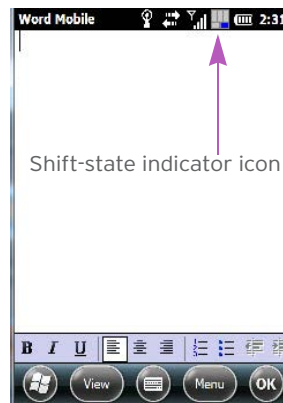 Word Mobile 2:31
Shift-state indicator icon
B I U
View Menu OK